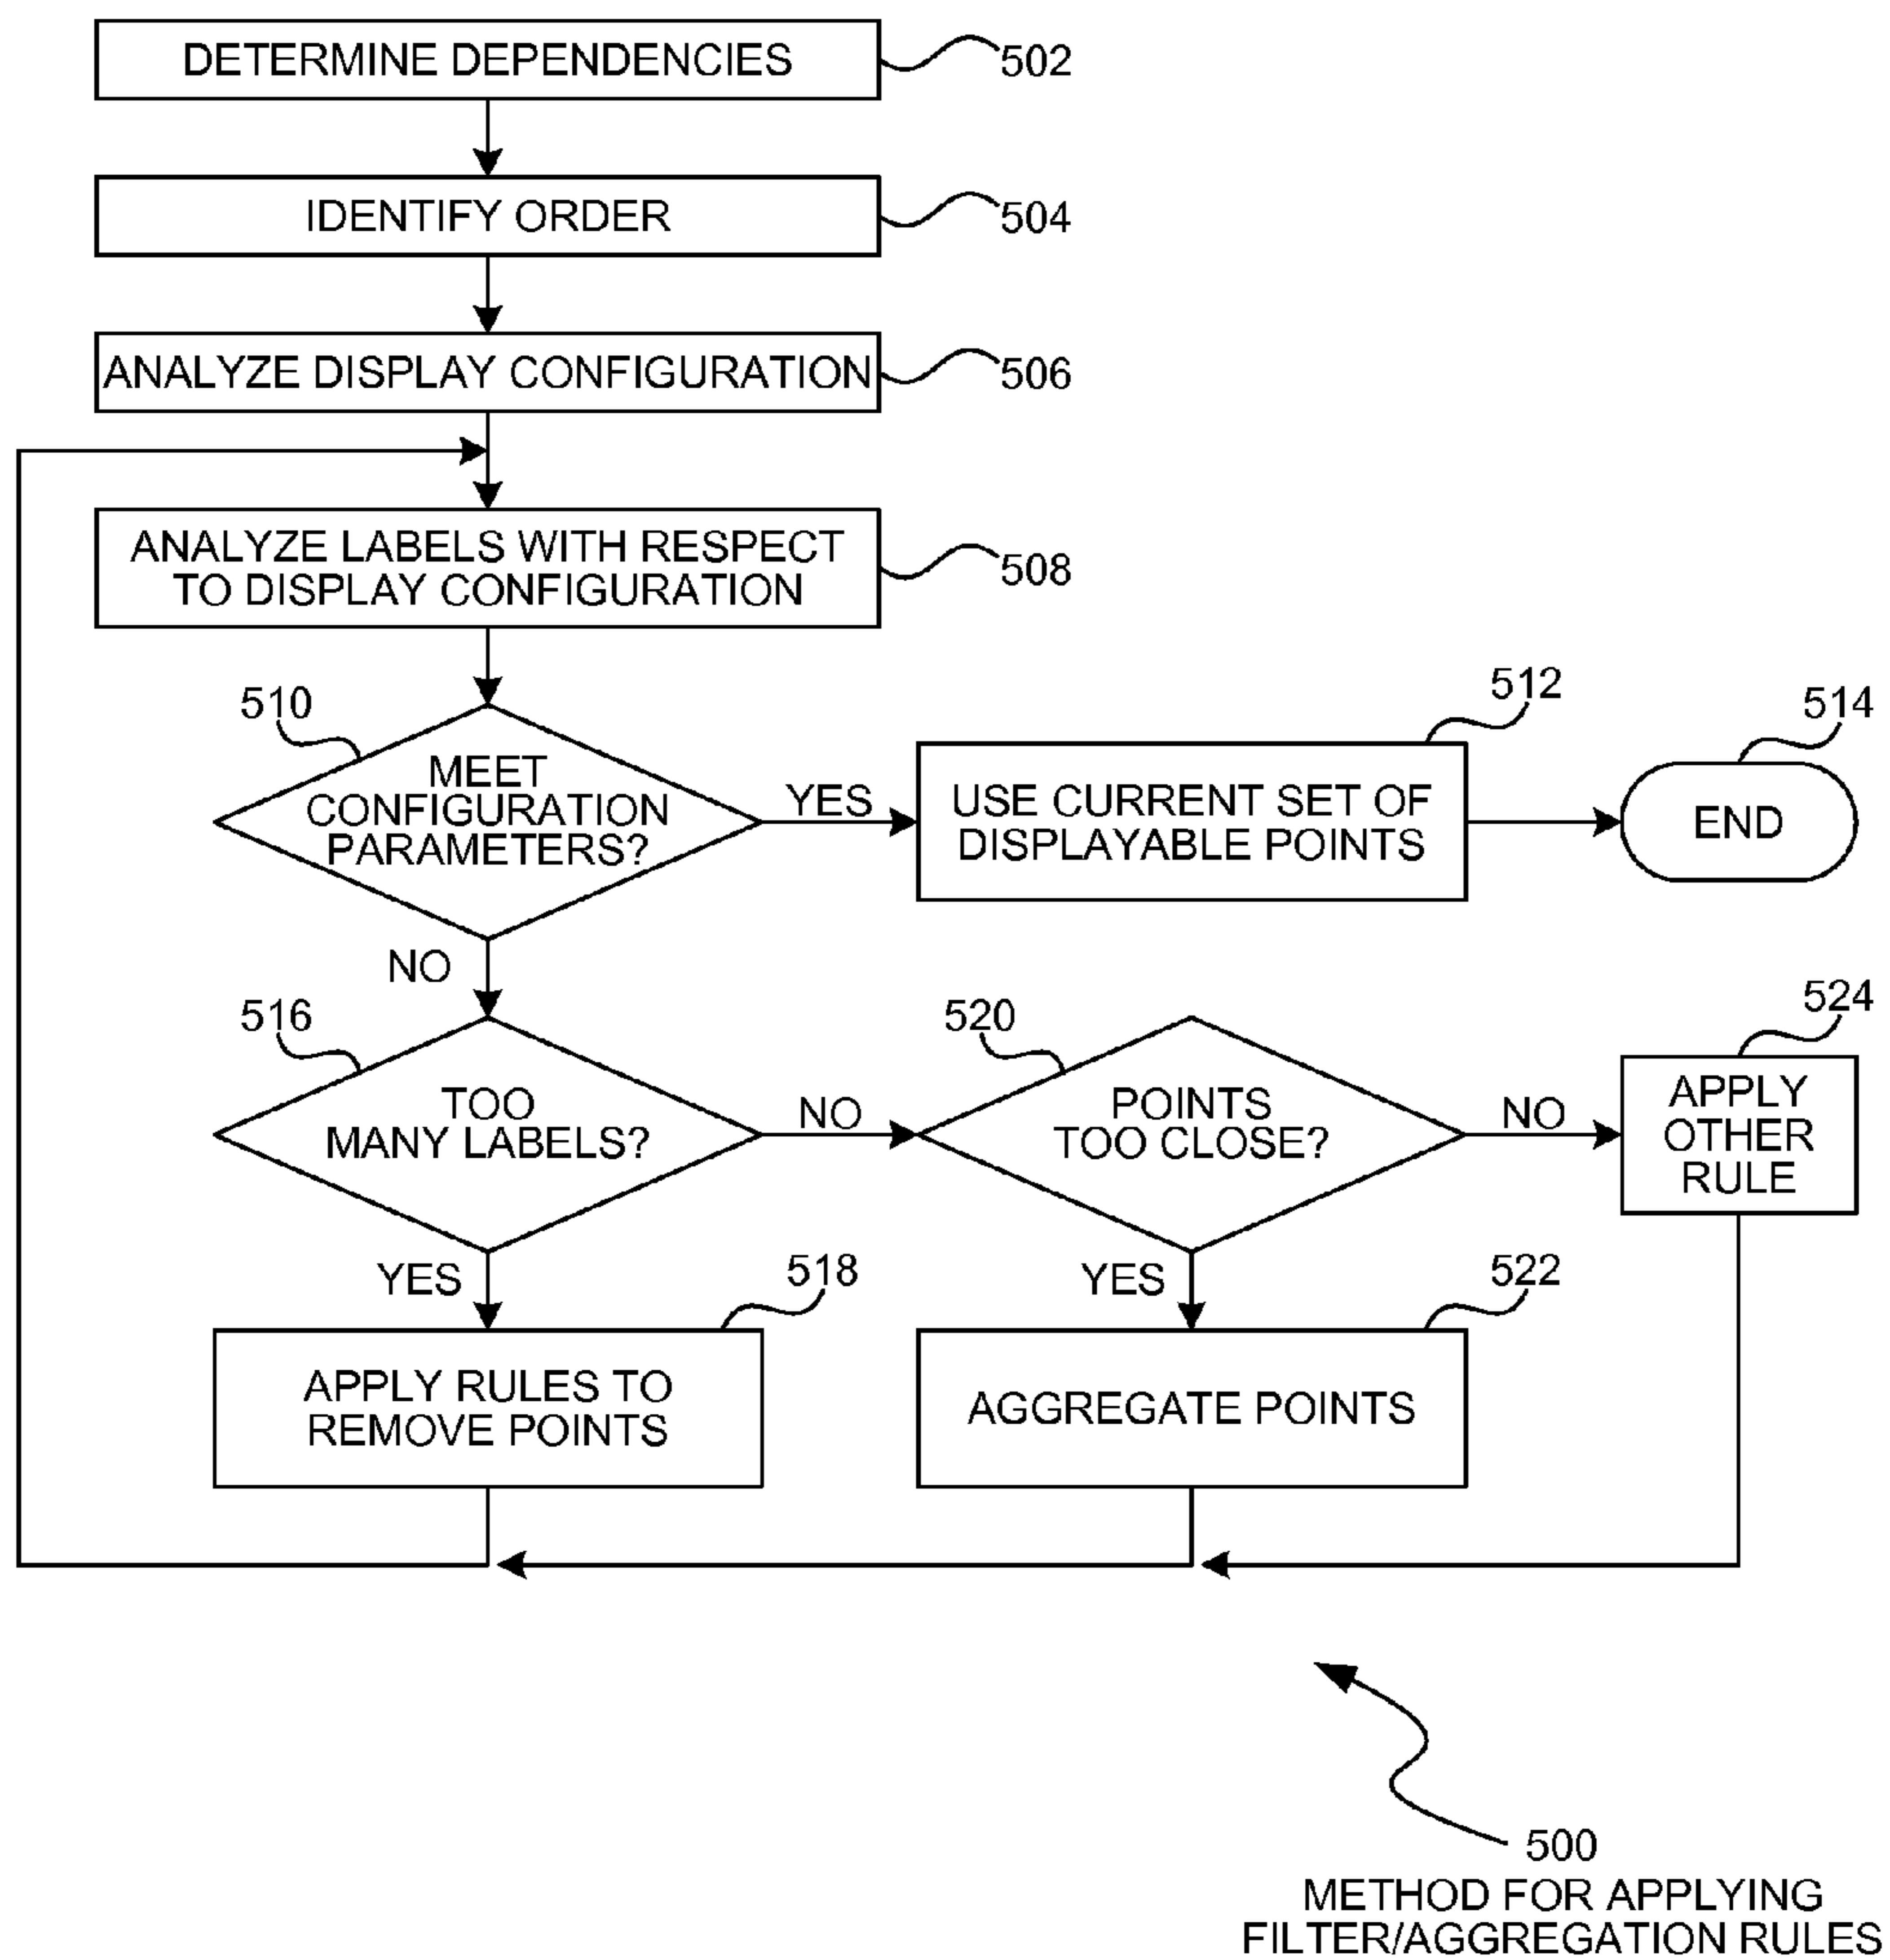 DETERMINE DEPENDENCIES
502
IDENTIFY ORDER
504
ANALYZE DISPLAY CONFIGURATION
506
ANALYZE LABELS WITH RESPECT
TO DISPLAY CONFIGURATION
508
510
MEET
CONFIGURATION
PARAMETERS?
YES
512
USE CURRENT SET OF
DISPLAYABLE POINTS
514
END
NO
516
TOO
MANY LABELS?
NO
520
POINTS
TOO CLOSE?
NO
524
APPLY
OTHER
RULE
YES
518
APPLY RULES TO
REMOVE POINTS
YES
522
AGGREGATE POINTS
500
METHOD FOR APPLYING
FILTER/AGGREGATION RULES